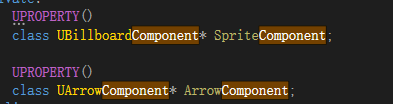 UPROPERTY()
class UBillboardComponent* SpriteComponent;
UPROPERTY()
class UArrowComponent* ArrowComponent;